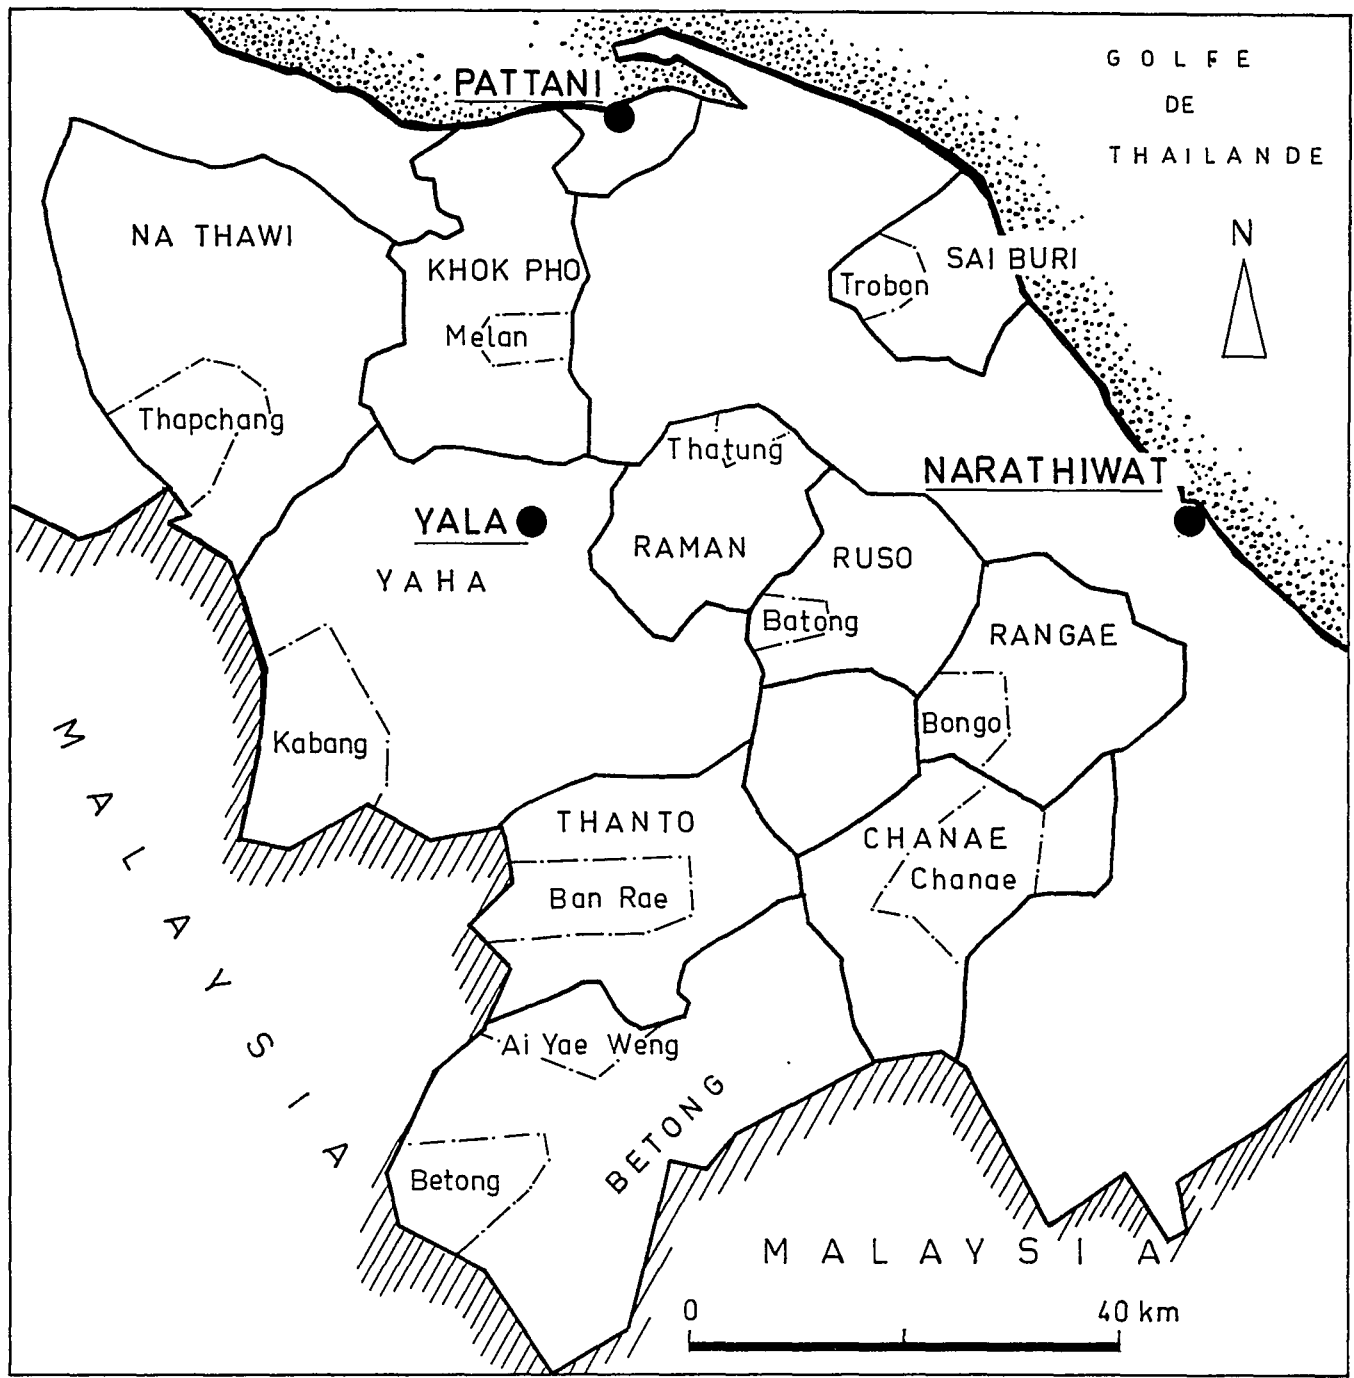 GOLFE
DE
THAILANDE
PATTANI
N
NA THAWI
KHOK PHO
SAI BURI
Trobon
Melan
Thapchang
Thatung
NARATHIWAT
YALA
RAMAN
RUSO
YAHA
Batong
RANGAE
Bongo
Kabang
MALAYSIA
THANTO
CHANAE
Chanae
Ban Rae
Ai Yae Weng
BETONG
Betong
MALAYSIA
0 40 km